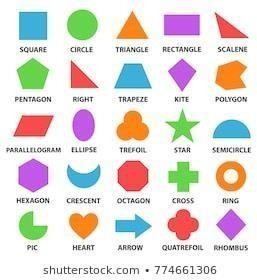 SQUARE CIRCLE TRIANGLE RECTANGLE SCALENE
PENTAGON RIGHT TRAPEZE KITE POLYGON
PARALLELOGRAM ELLIPSE TREFOIL STAR SEMICIRCLE
HEXAGON CRESCENT OCTAGON CROSS RING
PIC HEART ARROW QUATREFOIL RHOMBUS
shutterstock.com • 774661306